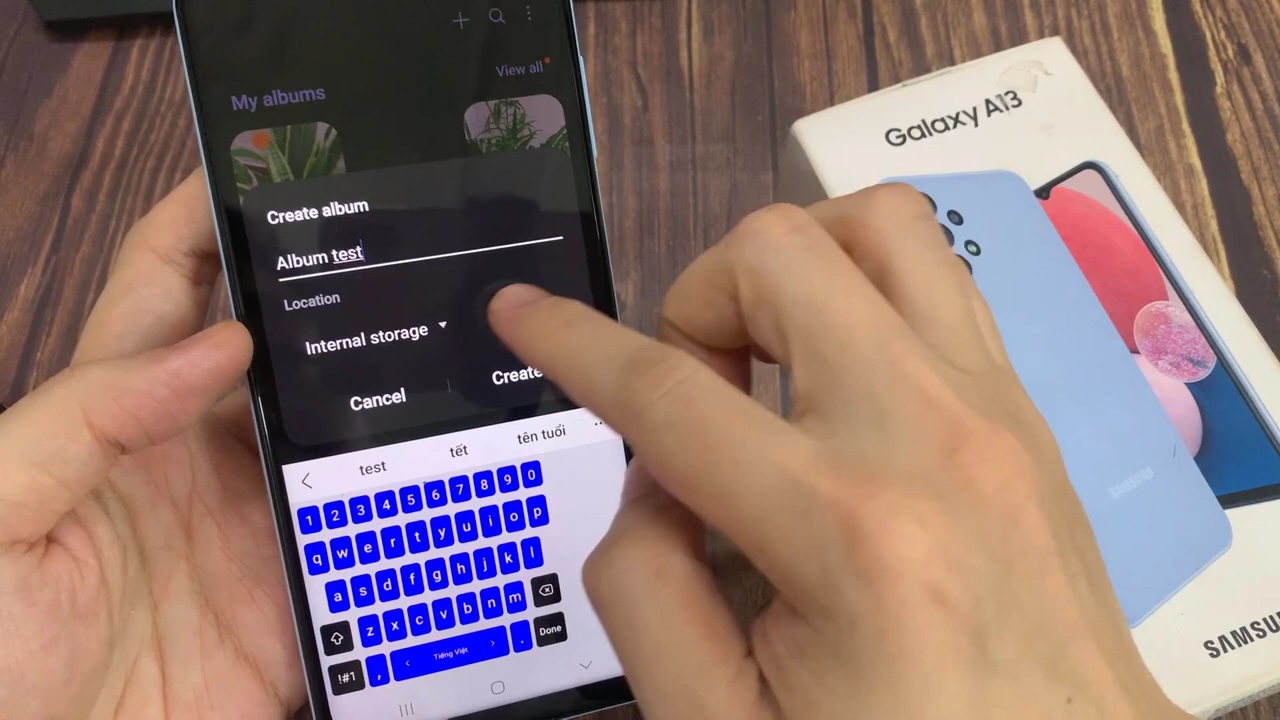 View all
My albums
Create album
Album test
Location
Internal storage
Cancel
Create
test tết tên tuổi
1 2 3 4 5 6 7 8 9 0
q w e r t y u i o p
a s d f g h j k l
z x c v b n m
!#1 , Tiếng Việt . Done
Galaxy A13